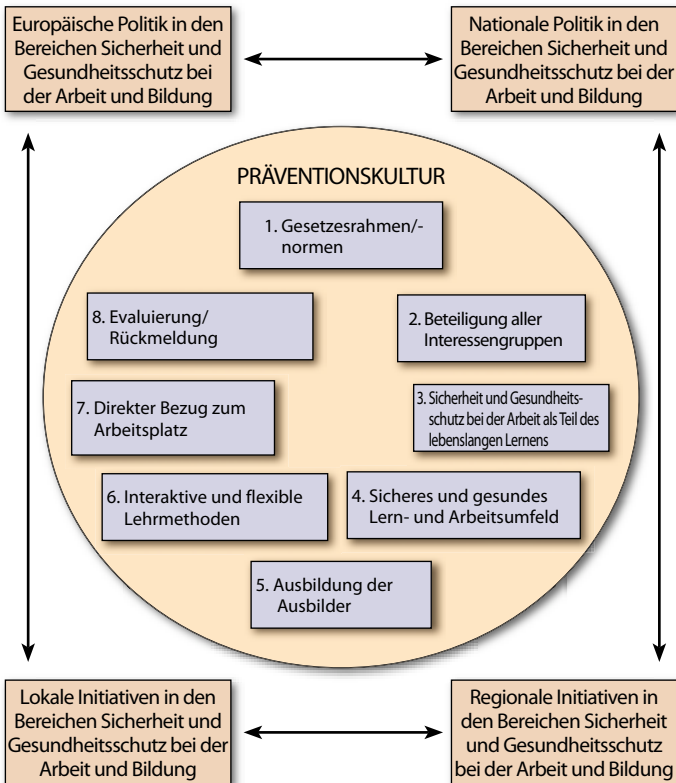 Europäische Politik in den
Bereichen Sicherheit und
Gesundheitsschutz bei
der Arbeit und Bildung
Nationale Politik in den
Bereichen Sicherheit und
Gesundheitsschutz bei der
Arbeit und Bildung
PRÄVENTIONSKULTUR
1. Gesetzesrahmen/-
normen
8. Evaluierung/
Rückmeldung
2. Beteiligung aller
Interessengruppen
7. Direkter Bezug zum
Arbeitsplatz
3. Sicherheit und Gesundheits-
schutz bei der Arbeit als Teil des
lebenslangen Lernens
6. Interaktive und flexible
Lehrmethoden
4. Sicheres und gesundes
Lern- und Arbeitsumfeld
5. Ausbildung der
Ausbilder
Lokale Initiativen in den
Bereichen Sicherheit und
Gesundheitsschutz bei der
Arbeit und Bildung
Regionale Initiativen in
den Bereichen Sicherheit
und Gesundheitsschutz
bei der Arbeit und Bildung